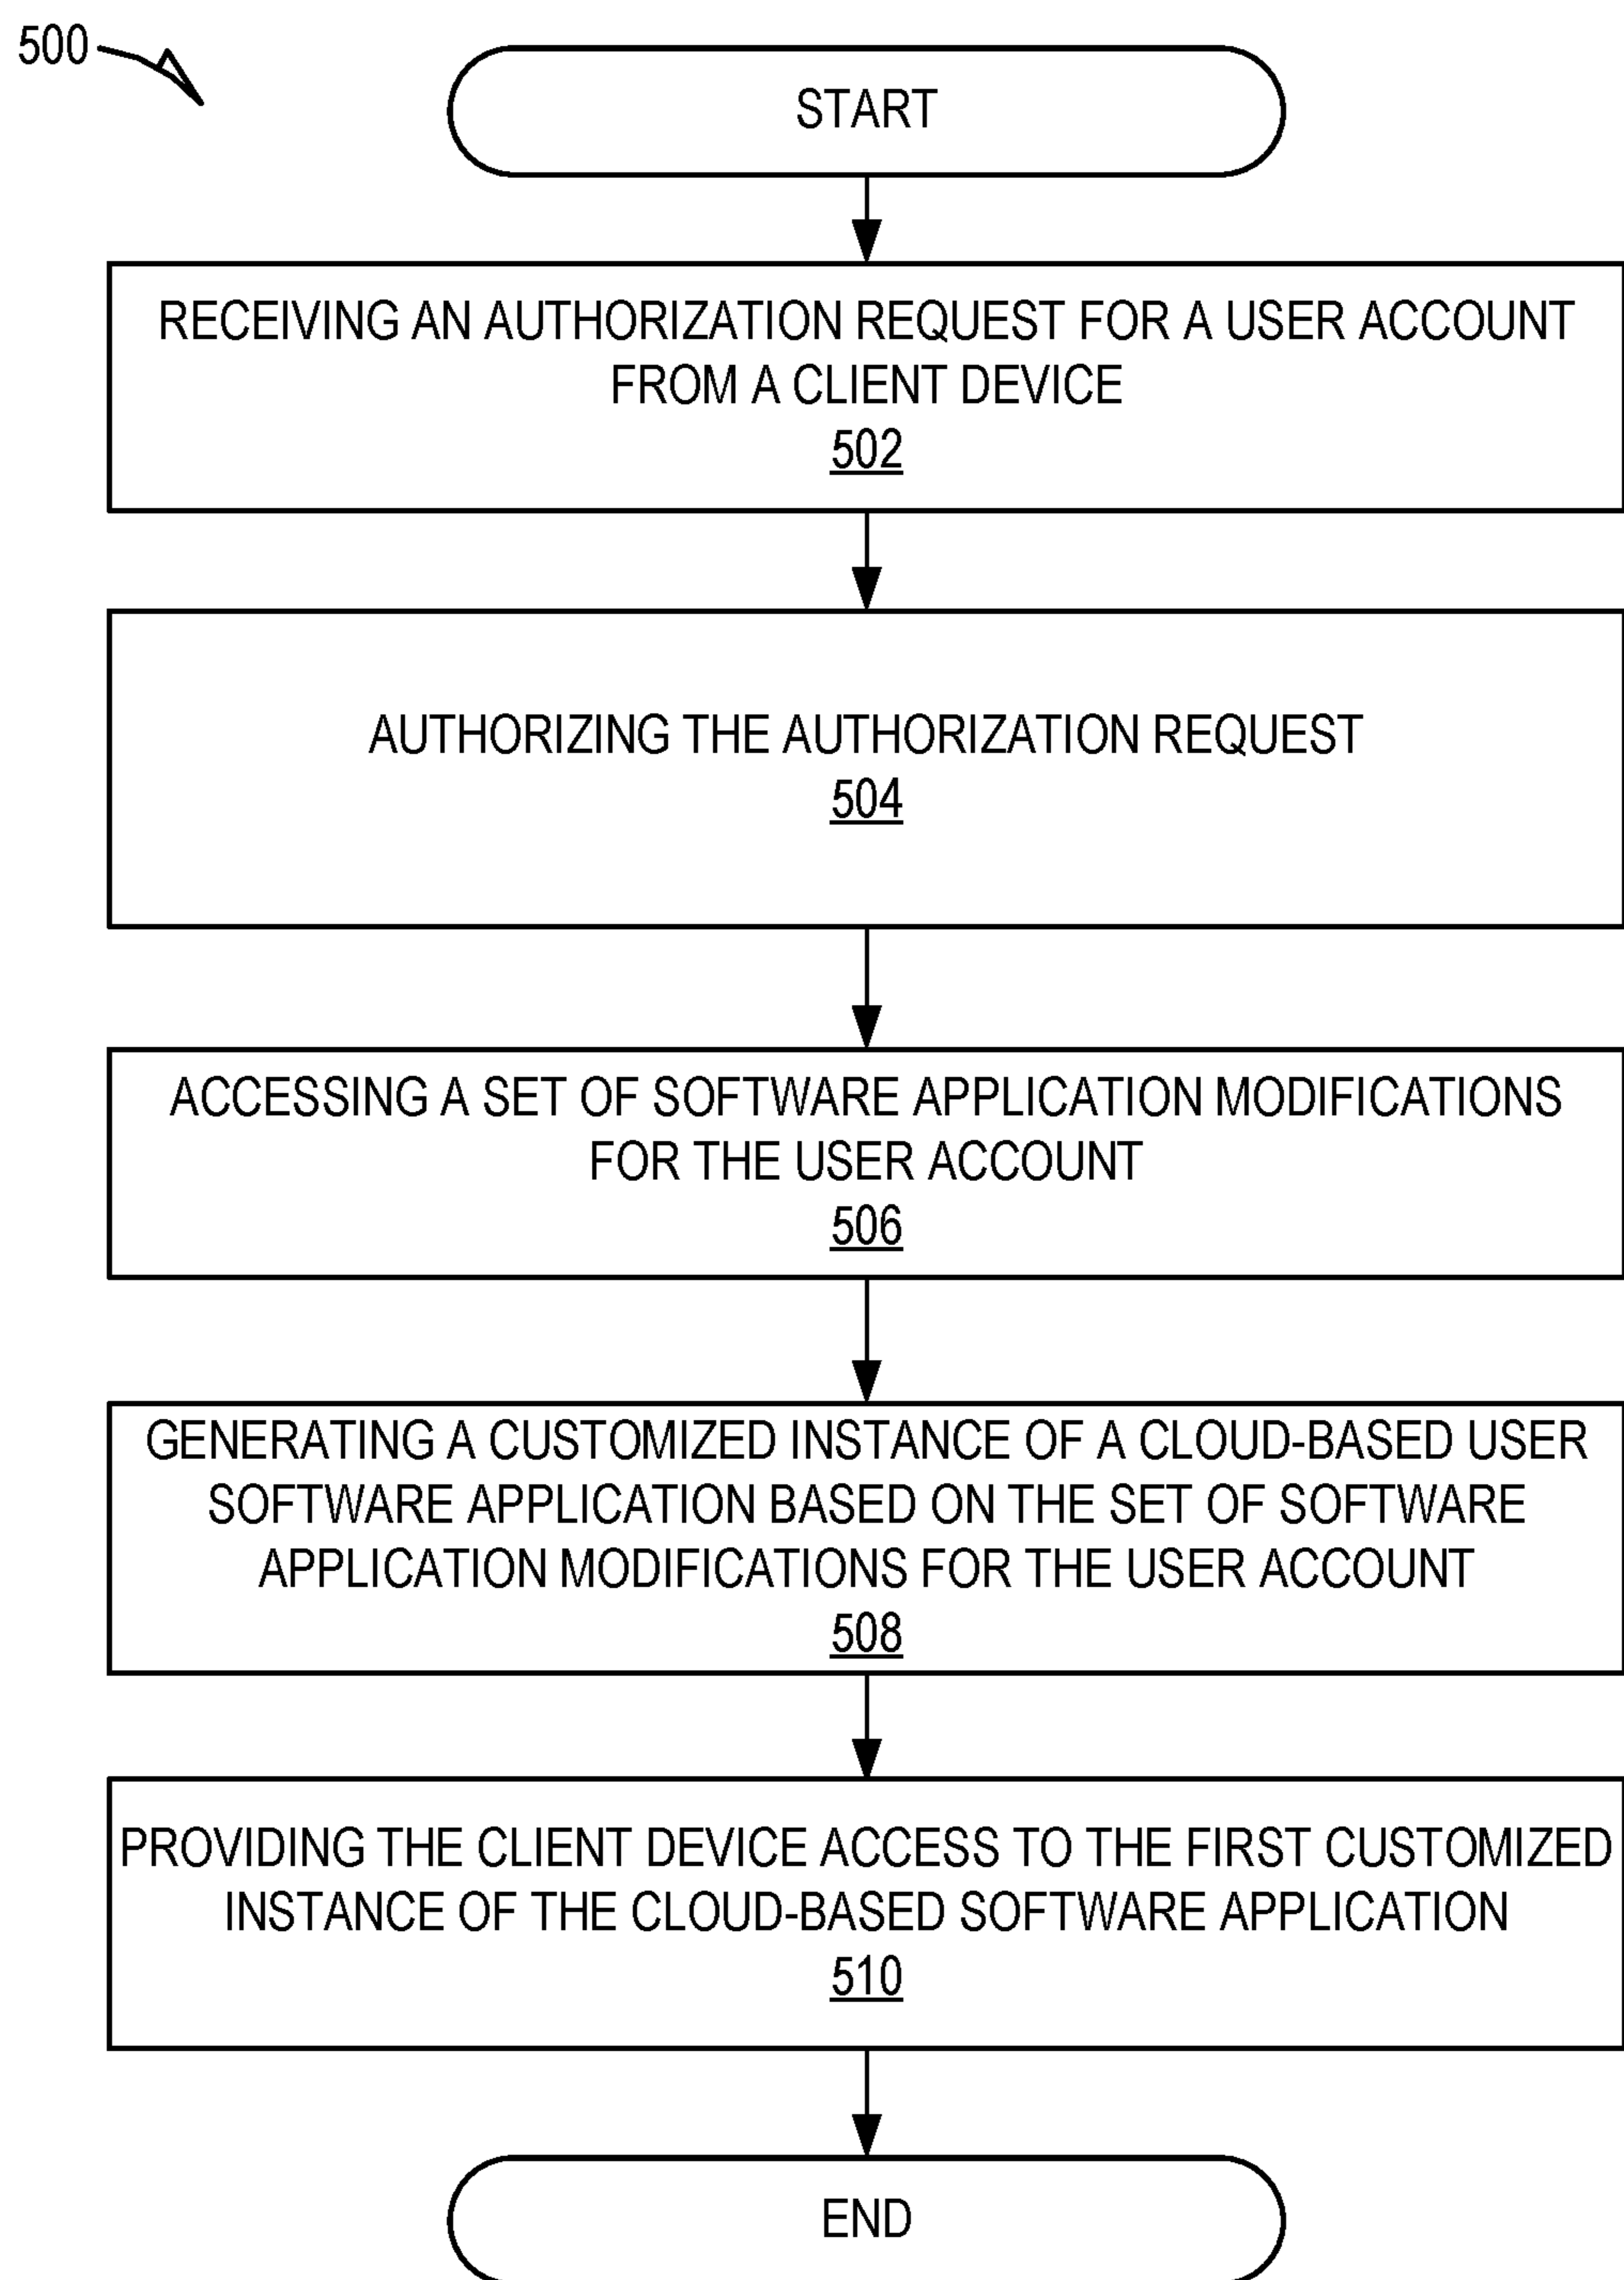 500
START
RECEIVING AN AUTHORIZATION REQUEST FOR A USER ACCOUNT
FROM A CLIENT DEVICE
502
AUTHORIZING THE AUTHORIZATION REQUEST
504
ACCESSING A SET OF SOFTWARE APPLICATION MODIFICATIONS
FOR THE USER ACCOUNT
506
GENERATING A CUSTOMIZED INSTANCE OF A CLOUD-BASED USER
SOFTWARE APPLICATION BASED ON THE SET OF SOFTWARE
APPLICATION MODIFICATIONS FOR THE USER ACCOUNT
508
PROVIDING THE CLIENT DEVICE ACCESS TO THE FIRST CUSTOMIZED
INSTANCE OF THE CLOUD-BASED SOFTWARE APPLICATION
510
END